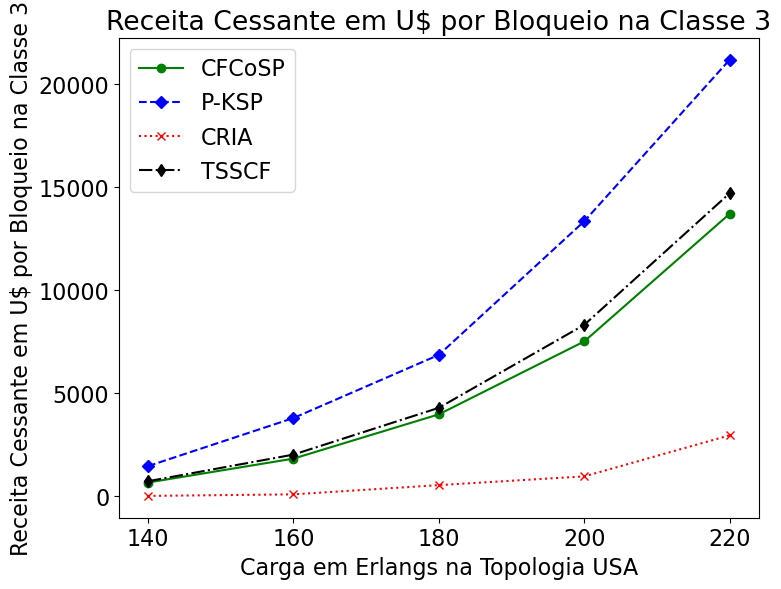 Receita Cessante em U$ por Bloqueio na Classe 3
Receita Cessante em U$ por Bloqueio na Classe 3
CFCoSP
P-KSP
CRIA
TSSCF
20000
15000
10000
5000
0
140 160 180 200 220
Carga em Erlangs na Topologia USA